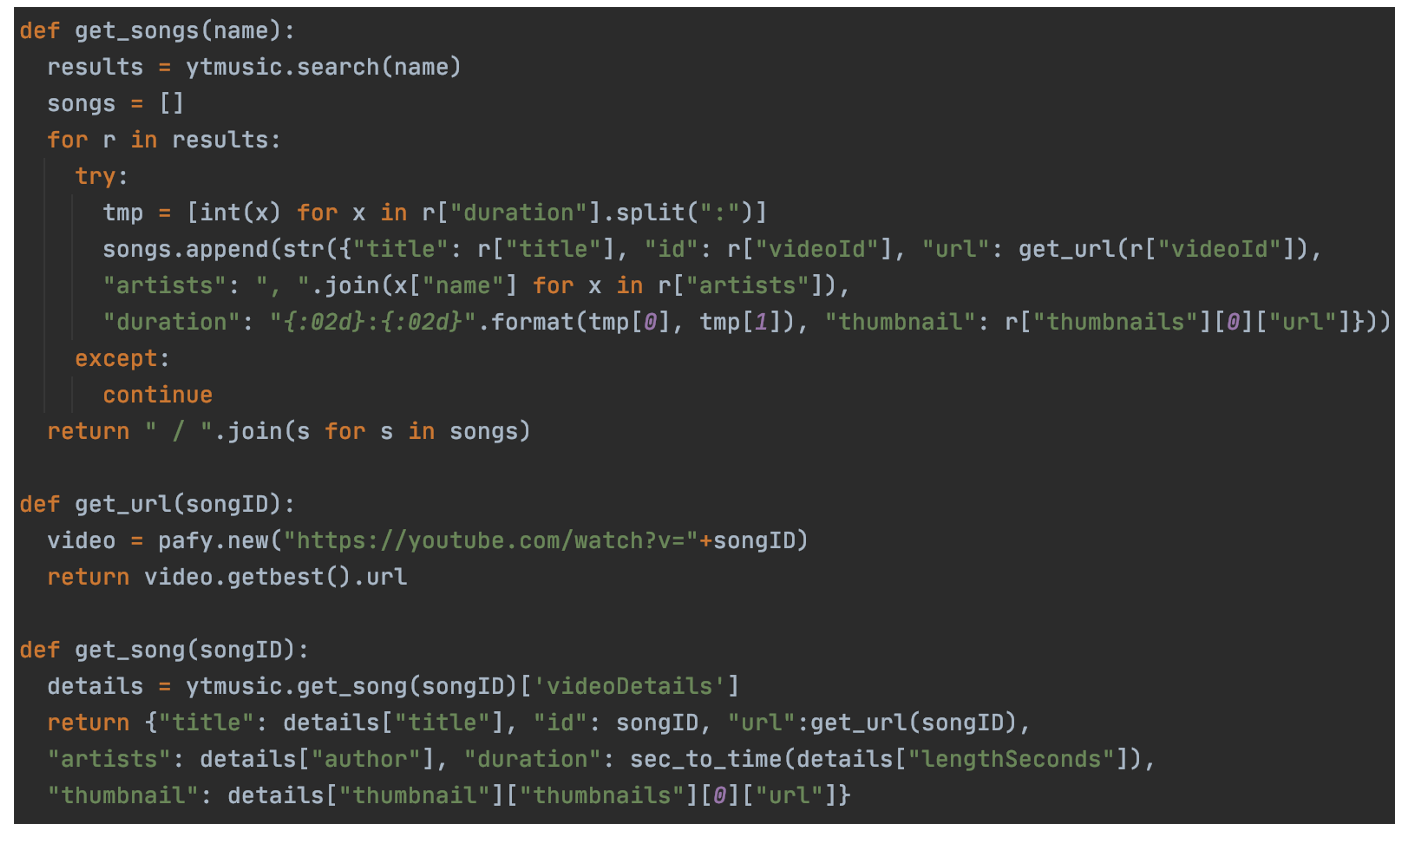 def get_songs(name):
  results = ytmusic.search(name)
  songs = []
  for r in results:
    try:
      tmp = [int(x) for x in r["duration"].split(":")]
      songs.append(str({"title": r["title"], "id": r["videoId"], "url": get_url(r["videoId"]),
      "artists": ", ".join(x["name"] for x in r["artists"]),
      "duration": "{:02d}:{:02d}".format(tmp[0], tmp[1]), "thumbnail": r["thumbnails"][0]["url"]}))
    except:
      continue
  return " / ".join(s for s in songs)

def get_url(songID):
  video = pafy.new("https://youtube.com/watch?v="+songID)
  return video.getbest().url

def get_song(songID):
  details = ytmusic.get_song(songID)['videoDetails']
  return {"title": details["title"], "id": songID, "url":get_url(songID),
  "artists": details["author"], "duration": sec_to_time(details["lengthSeconds"]),
  "thumbnail": details["thumbnail"]["thumbnails"][0]["url"]}